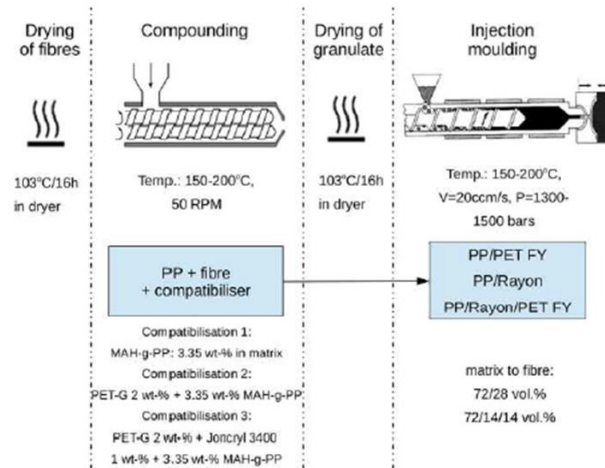 Drying
of fibres
Compounding
Drying
of granulate
Injection
moulding
103°C/16h
in dryer
Temp.: 150-200°C,
50 RPM
103°C/16h
in dryer
Temp.: 150-200°C,
V=20ccm/s, P=1300-
1500 bars
PP + fibre
+ compatibiliser
PP/PET FY
PP/Rayon
PP/Rayon/PET FY
Compatibilisation 1:
MAH-g-PP: 3.35 wt-% in matrix
Compatibilisation 2:
PET-G 2 wt-% + 3.35 wt-% MAH-g-PP
Compatibilisation 3:
PET-G 2 wt-% + Joncryl 3400
1 wt-% + 3.35 wt-% MAH-g-PP
matrix to fibre:
72/28 vol.%
72/14/14 vol.%